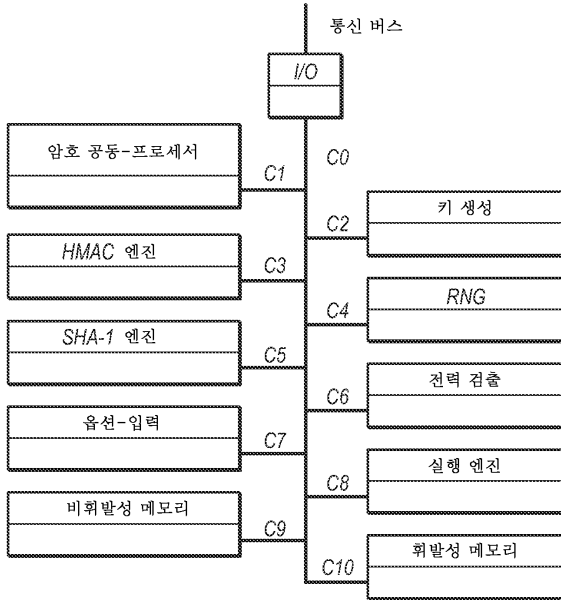 통신 버스
I/O
암호 공동-프로세서
C1
C0
키 생성
C2
HMAC 엔진
C3
RNG
C4
SHA-1 엔진
C5
전력 검출
C6
옵션-입력
C7
실행 엔진
C8
비휘발성 메모리
C9
휘발성 메모리
C10